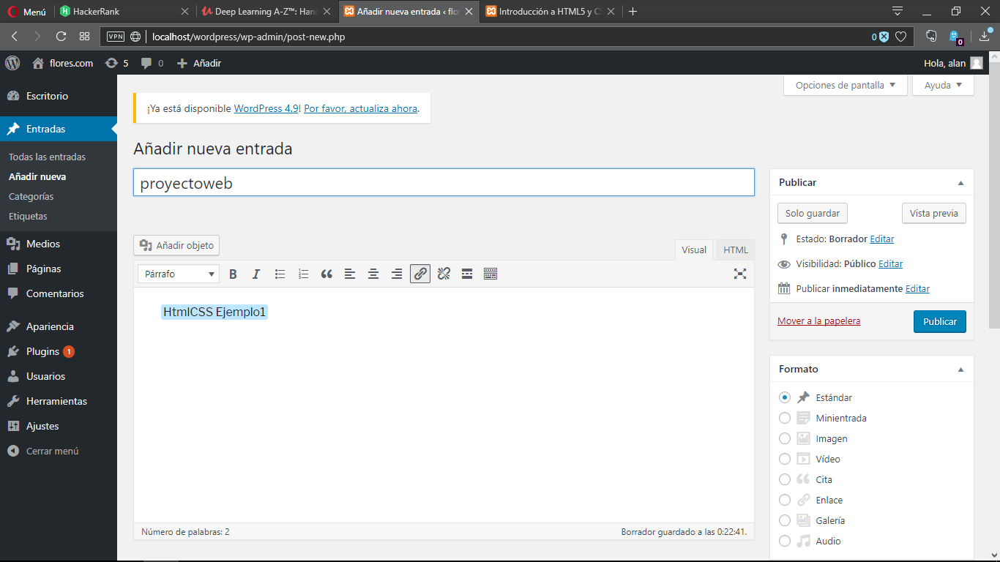 Menú
HackerRank
Deep Learning A-Z™: Han
Añadir nueva entrada ‹ flo
Introducción a HTML5 y C
VPN localhost/wordpress/wp-admin/post-new.php 0
0
flores.com 5 0 Añadir
Hola, alan
Opciones de pantalla
Ayuda
Escritorio
Entradas
Todas las entradas
Añadir nueva
Categorías
Etiquetas
Medios
Páginas
Comentarios
Apariencia
Plugins 1
Usuarios
Herramientas
Ajustes
Cerrar menú
¡Ya está disponible WordPress 4.9! Por favor, actualiza ahora.
Añadir nueva entrada
proyectoweb
Añadir objeto
Visual
HTML
Párrafo B I
HtmlCSS Ejemplo1
Número de palabras: 2
Borrador guardado a las 0:22:41.
Publicar
Solo guardar
Vista previa
Estado: Borrador Editar
Visibilidad: Público Editar
Publicar inmediatamente Editar
Mover a la papelera
Publicar
Formato
Estándar
Minientrada
Imagen
Vídeo
Cita
Enlace
Galería
Audio